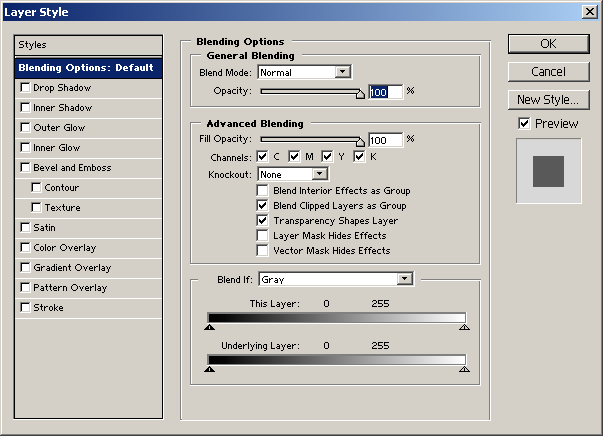 Layer Style
Styles
Blending Options: Default
Drop Shadow
Inner Shadow
Outer Glow
Inner Glow
Bevel and Emboss
Contour
Texture
Satin
Color Overlay
Gradient Overlay
Pattern Overlay
Stroke
Blending Options
General Blending
Blend Mode: Normal
Opacity: 100 %
Advanced Blending
Fill Opacity: 100 %
Channels: C M Y K
Knockout: None
Blend Interior Effects as Group
Blend Clipped Layers as Group
Transparency Shapes Layer
Layer Mask Hides Effects
Vector Mask Hides Effects
Blend If: Gray
This Layer: 0 255
Underlying Layer: 0 255
OK
Cancel
New Style...
Preview